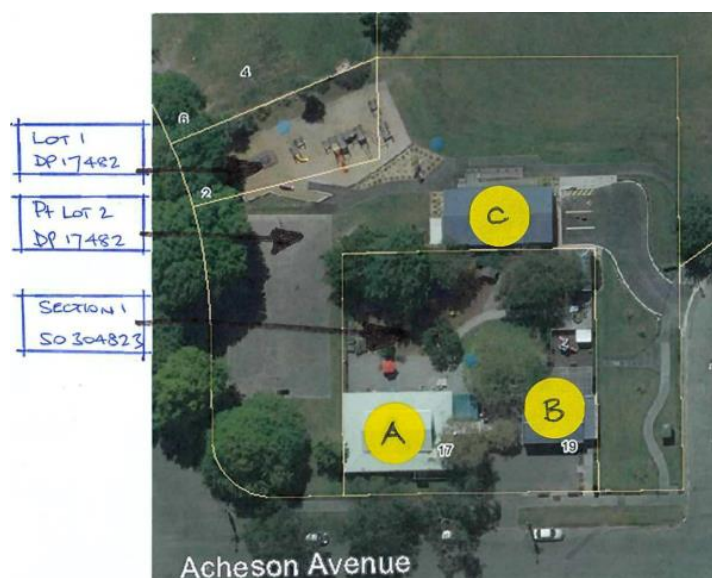 4
6
LOT 1
DP 17482
2
Pt LOT 2
DP 17482
C
SECTION 1
SO 304823
A
B
17
19
Acheson Avenue